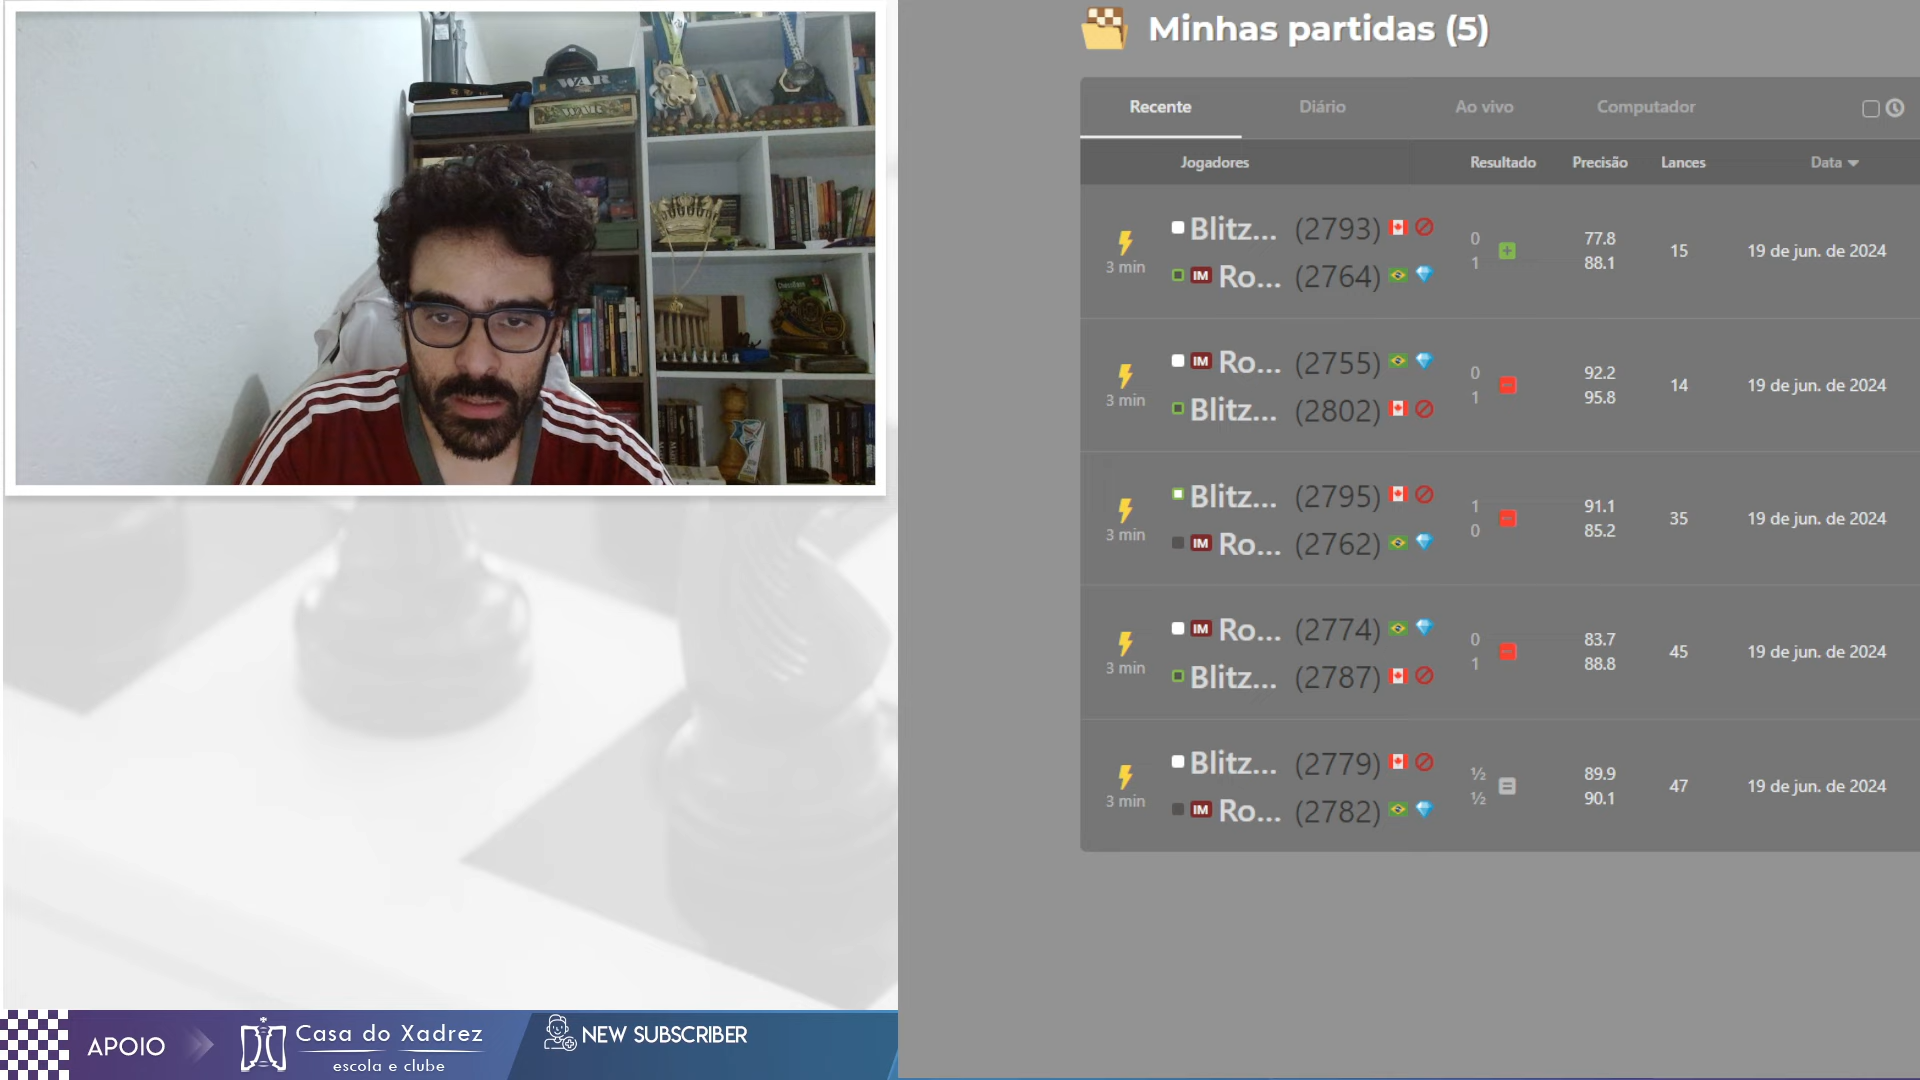 WAR
WAR
Minhas partidas (5)
Recente
Diário
Ao vivo
Computador
Jogadores
Resultado
Precisão
Lances
Data
3 min
Blitz... (2793)
IM Ro... (2764)
0
1
77.8
88.1
15
19 de jun. de 2024
3 min
IM Ro... (2755)
Blitz... (2802)
0
1
92.2
95.8
14
19 de jun. de 2024
3 min
Blitz... (2795)
IM Ro... (2762)
1
0
91.1
85.2
35
19 de jun. de 2024
3 min
IM Ro... (2774)
Blitz... (2787)
0
1
83.7
88.8
45
19 de jun. de 2024
3 min
Blitz... (2779)
IM Ro... (2782)
½
½
89.9
90.1
47
19 de jun. de 2024
APOIO
Casa do Xadrez
escola e clube
NEW SUBSCRIBER